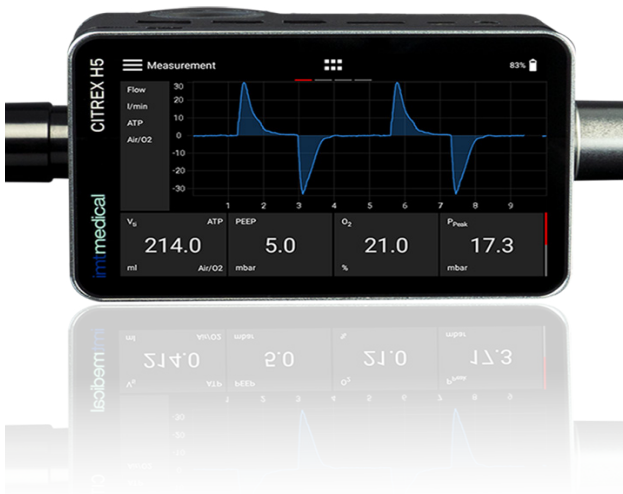 CITREX H5
imtmedical
Measurement
83%
Flow
l/min
ATP
Air/O2
30
20
10
0
-10
-20
-30
1 2 3 4 5 6 7 8 9
Vti ATP
214.0
ml Air/O2
PEEP
5.0
mbar
O2
21.0
%
PPeak
17.3
mbar